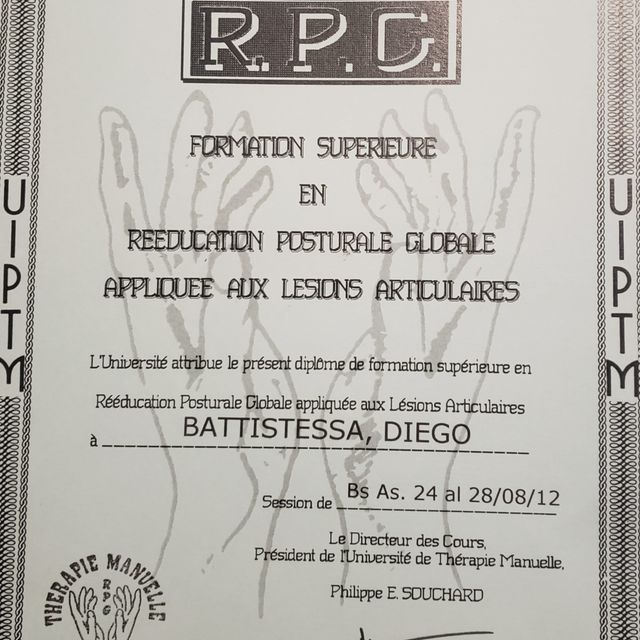 R.P.G.
FORMATION SUPERIEURE
EN
REEDUCATION POSTURALE GLOBALE
APPLIQUEE AUX LESIONS ARTICULAIRES
L'Université attribue le présent diplôme de formation supérieure en
Rééducation Posturale Globale appliquée aux Lésions Articulaires
à BATTISTESSA, DIEGO
Session de Bs As. 24 al 28/08/12
Le Directeur des Cours,
Président de l'Université de Thérapie Manuelle,
Philippe E. SOUCHARD
UIPTM
UIPTM
THERAPIE MANUELLE
RPG